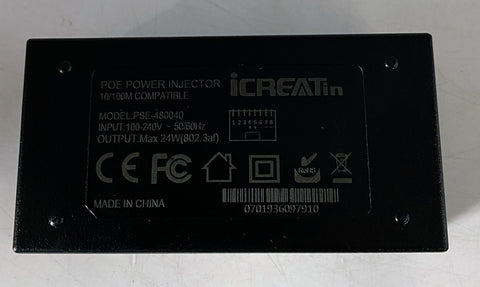 POE POWER INJECTOR
10/100M COMPATIBLE
iCREATin
MODEL:PSE-480040
INPUT:100-240V ~ 50/60Hz
OUTPUT:Max 24W(802.3af)
12345678
CE FC
RoHS
MADE IN CHINA
0701936097910